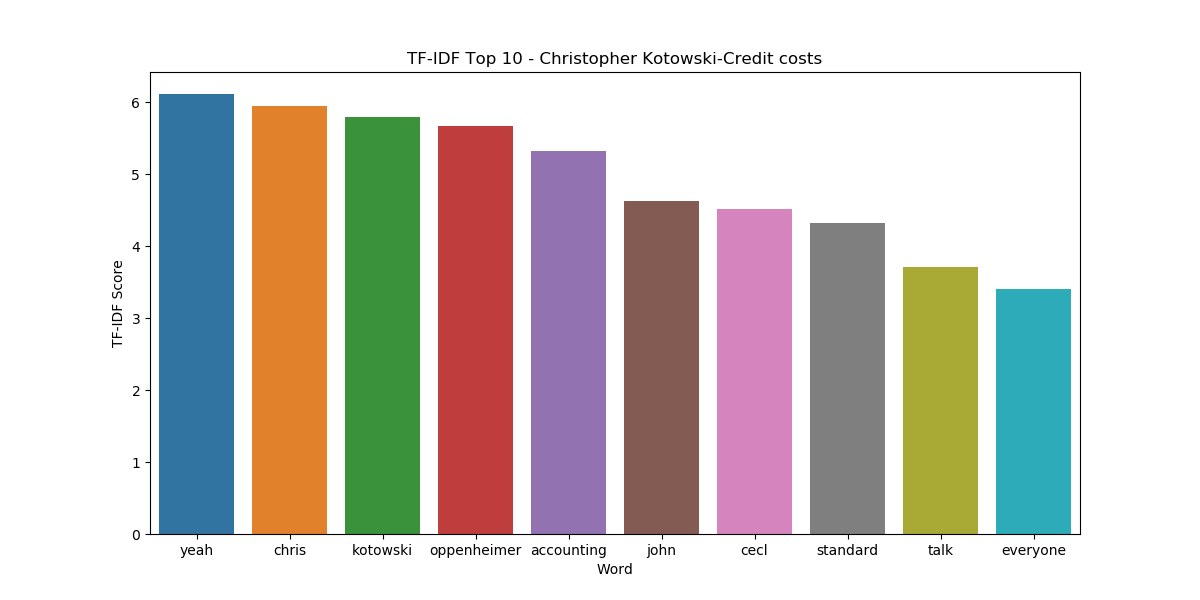 TF-IDF Top 10 - Christopher Kotowski-Credit costs
TF-IDF Score
6
5
4
3
2
1
0
yeah chris kotowski oppenheimer accounting john cecl standard talk everyone
Word